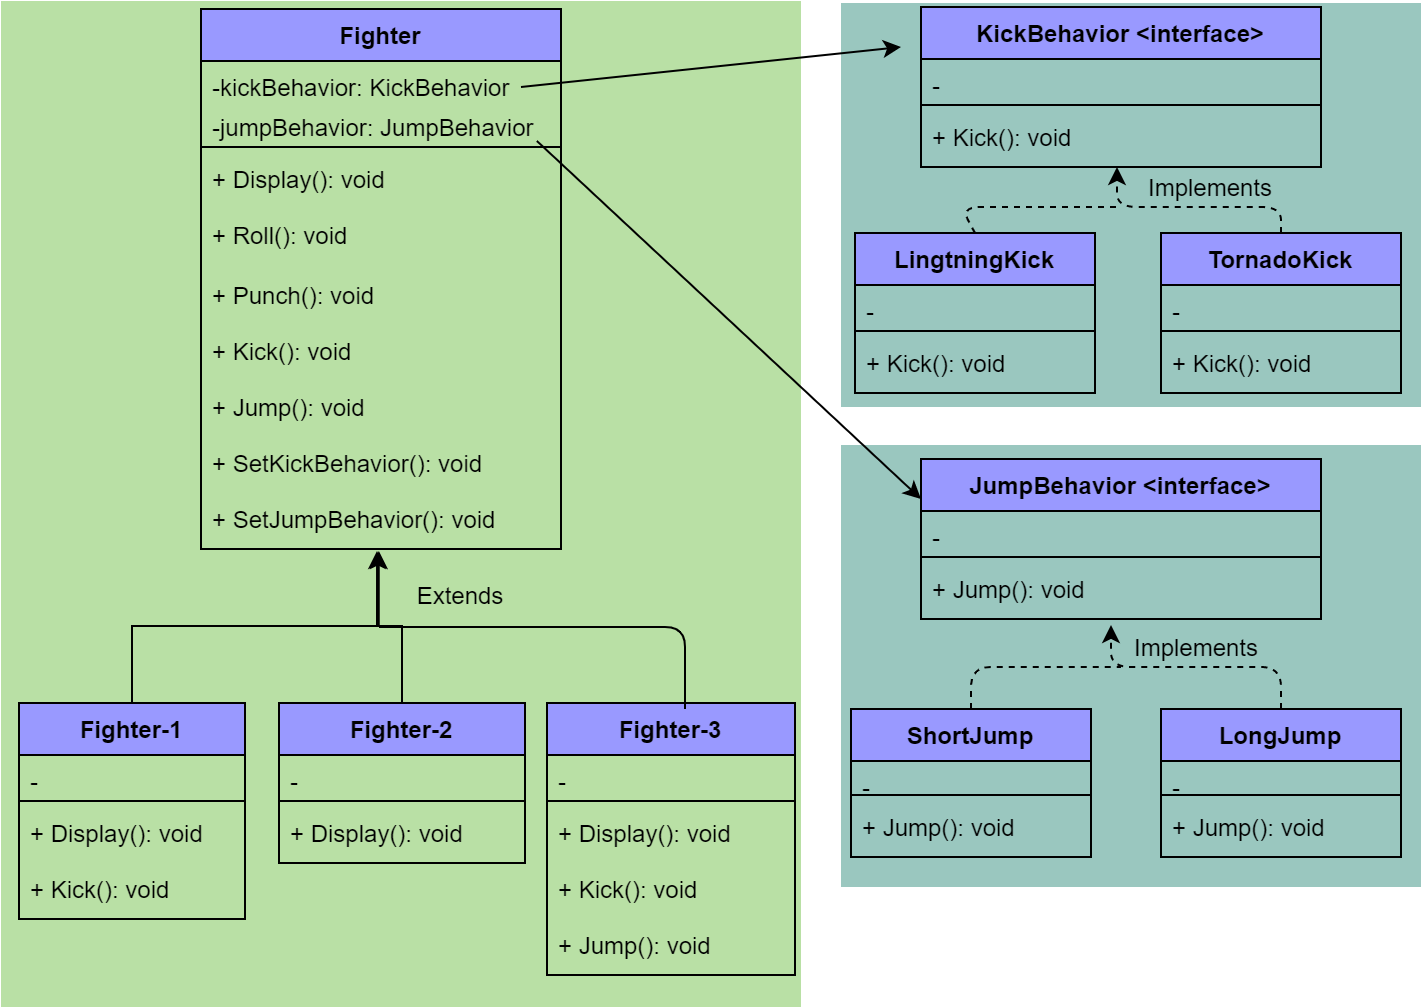 Fighter
-kickBehavior: KickBehavior
-jumpBehavior: JumpBehavior
+ Display(): void
+ Roll(): void
+ Punch(): void
+ Kick(): void
+ Jump(): void
+ SetKickBehavior(): void
+ SetJumpBehavior(): void
Extends
Fighter-1
-
+ Display(): void
+ Kick(): void
Fighter-2
-
+ Display(): void
Fighter-3
-
+ Display(): void
+ Kick(): void
+ Jump(): void
KickBehavior <interface>
-
+ Kick(): void
Implements
LingtningKick
-
+ Kick(): void
TornadoKick
-
+ Kick(): void
JumpBehavior <interface>
-
+ Jump(): void
Implements
ShortJump
-
+ Jump(): void
LongJump
-
+ Jump(): void